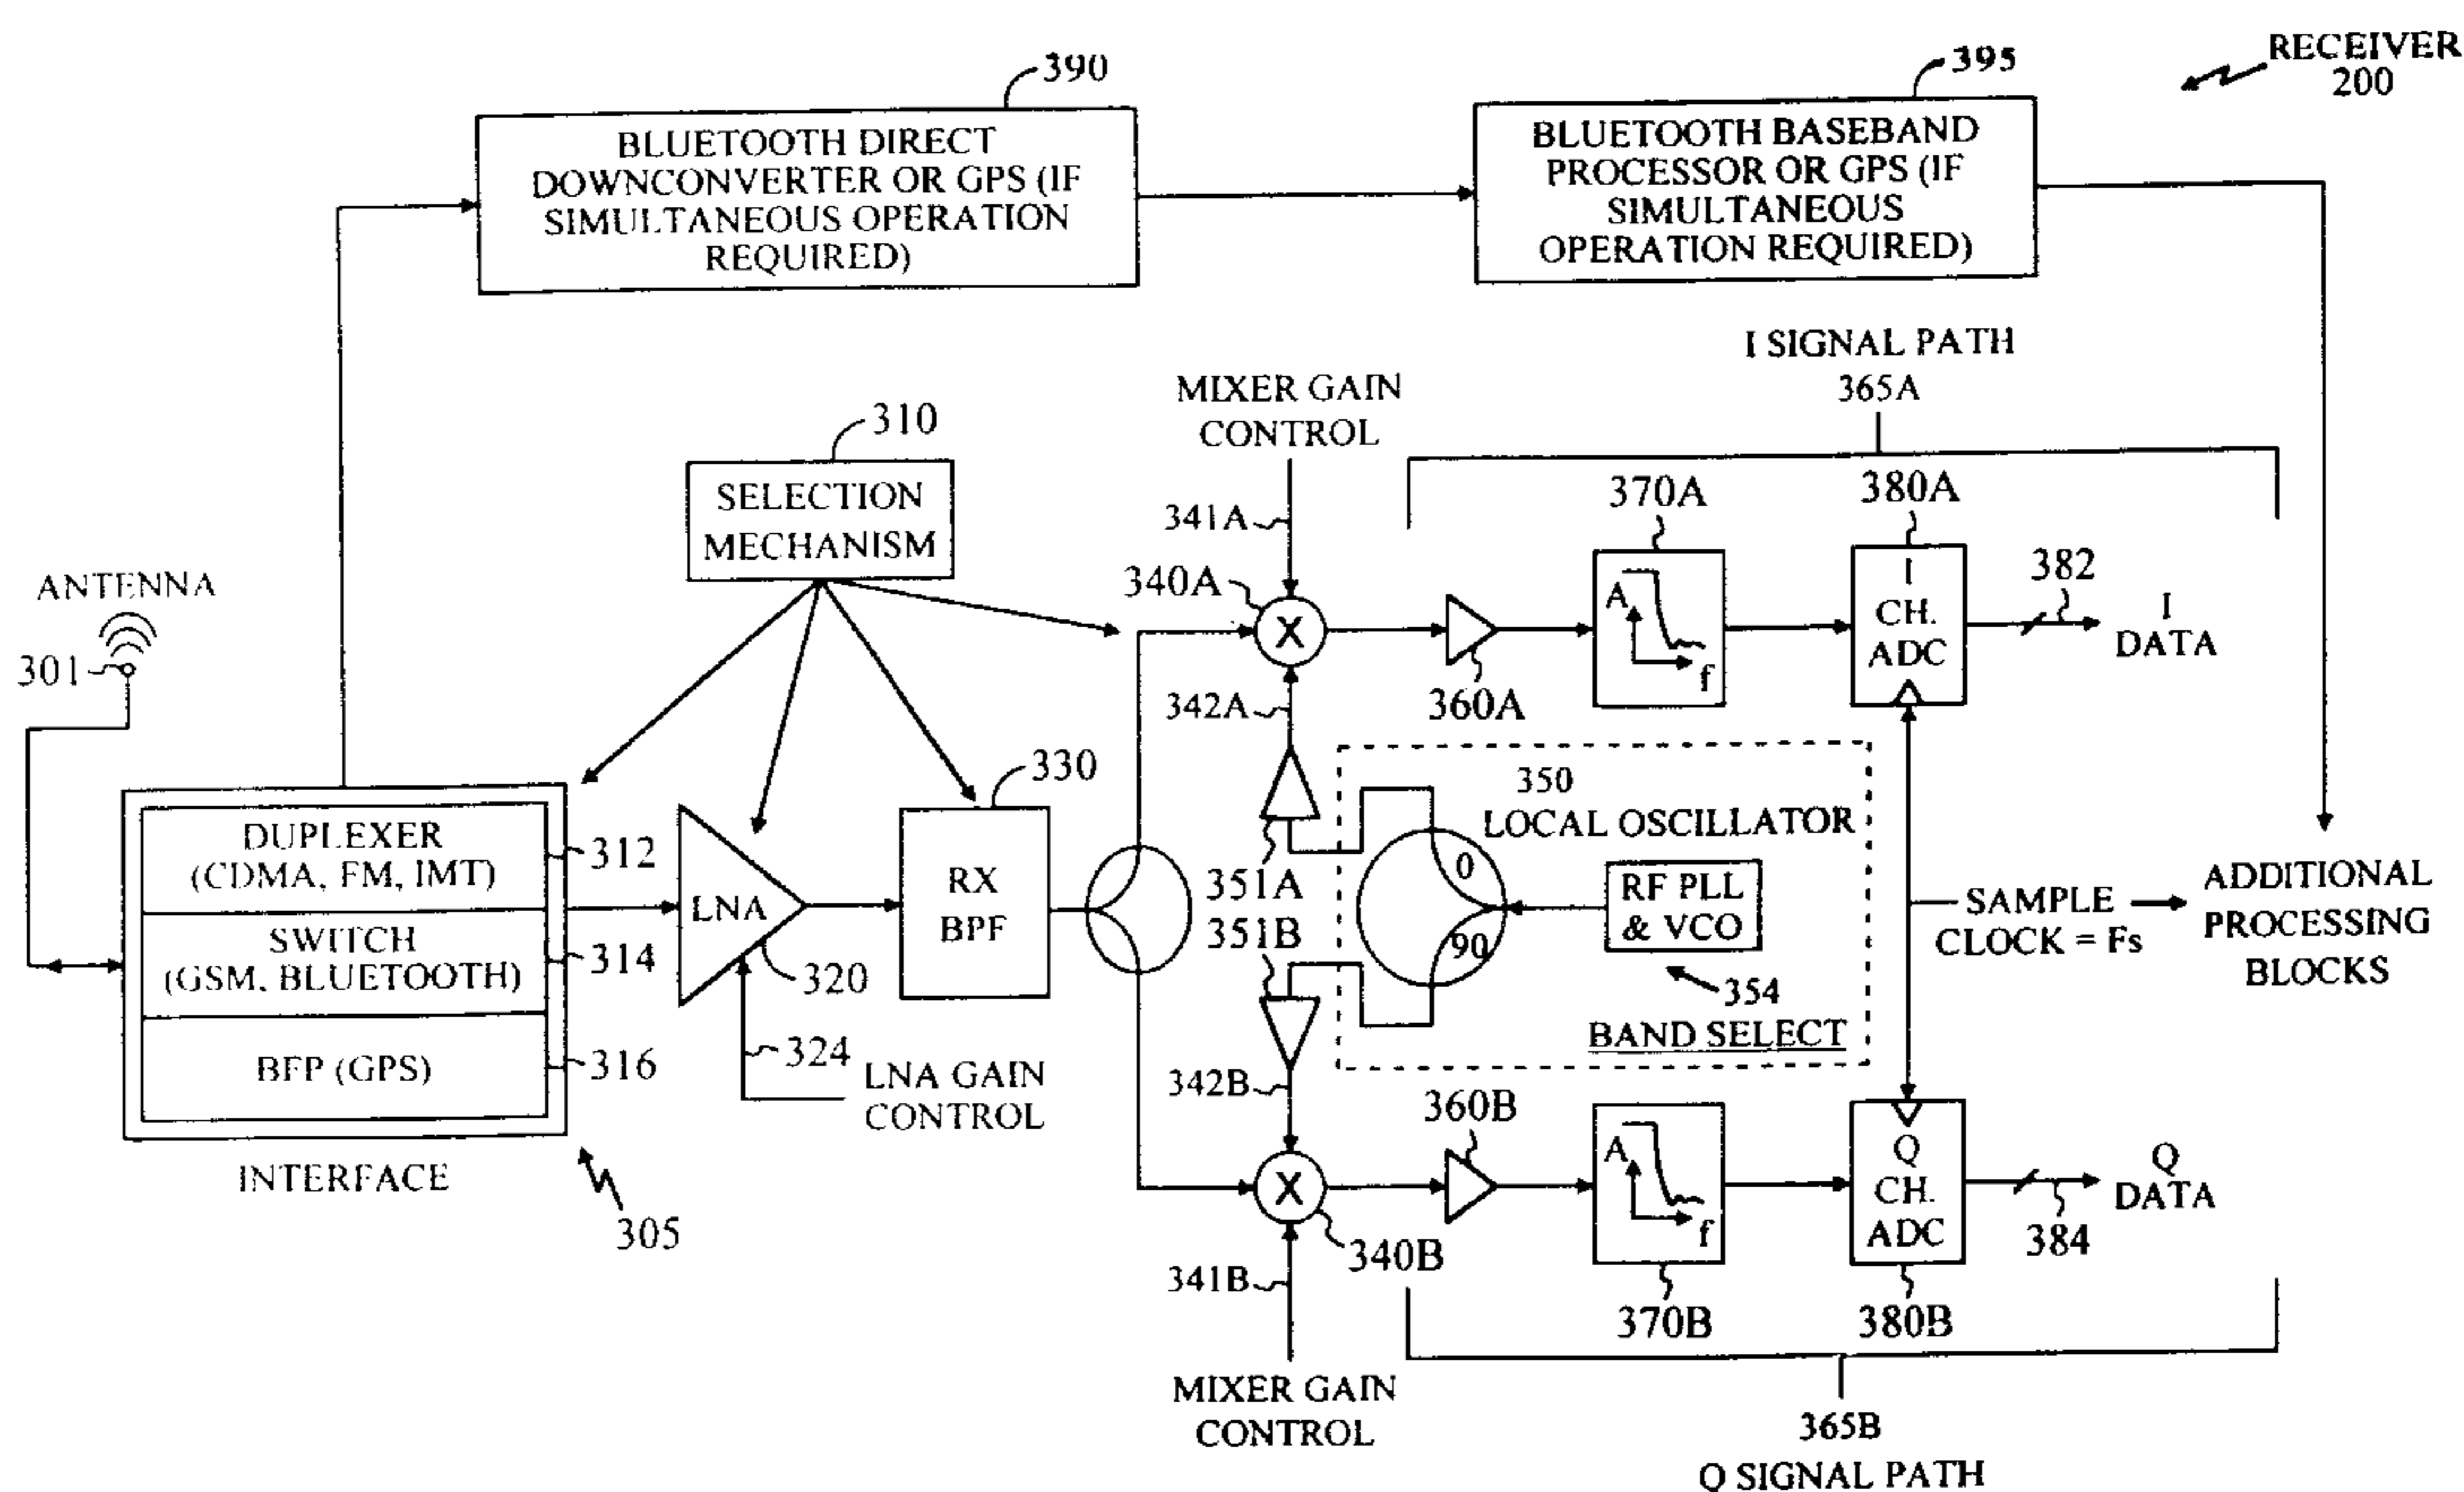 RECEIVER
200
390
BLUETOOTH DIRECT
DOWNCONVERTER OR GPS (IF
SIMULTANEOUS OPERATION
REQUIRED)
395
BLUETOOTH BASEBAND
PROCESSOR OR GPS (IF
SIMULTANEOUS
OPERATION REQUIRED)
I SIGNAL PATH
365A
MIXER GAIN
CONTROL
310
SELECTION
MECHANISM
341A
340A
X
342A
360A
370A
A
f
380A
I
CH.
ADC
382
I
DATA
ANTENNA
301
DUPLEXER
(CDMA, FM, IMT)
312
SWITCH
(GSM, BLUETOOTH)
314
BFP (GPS)
316
INTERFACE
305
LNA
320
324
LNA GAIN
CONTROL
330
RX
BPF
351A
351B
350
LOCAL OSCILLATOR
0
90
RF PLL
& VCO
354
BAND SELECT
SAMPLE
CLOCK = Fs
ADDITIONAL
PROCESSING
BLOCKS
342B
X
340B
341B
360B
A
f
370B
Q
CH.
ADC
380B
384
Q
DATA
MIXER GAIN
CONTROL
365B
Q SIGNAL PATH